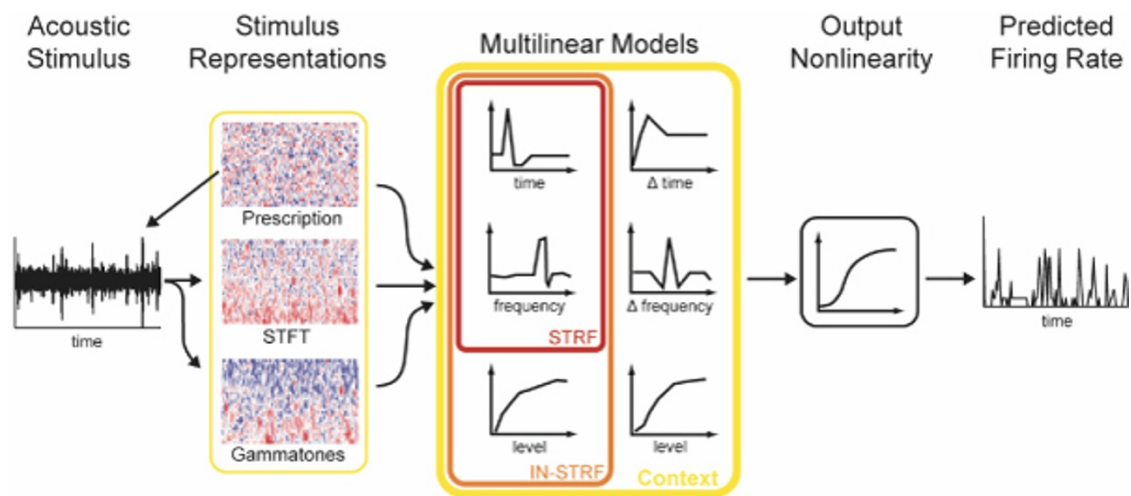 Acoustic
Stimulus
Stimulus
Representations
Multilinear Models
Output
Nonlinearity
Predicted
Firing Rate
Prescription
STFT
Gammatones
time
time
Δ time
frequency
Δ frequency
STRF
level
level
IN-STRF
Context
time